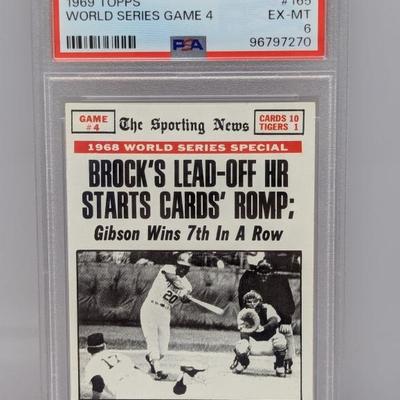 1969 TOPPS #165
WORLD SERIES GAME 4 EX-MT
PSA 6
96797270
GAME #4
The Sporting News
CARDS 10
TIGERS 1
1968 WORLD SERIES SPECIAL
BROCK'S LEAD-OFF HR
STARTS CARDS' ROMP;
Gibson Wins 7th In A Row
20
17